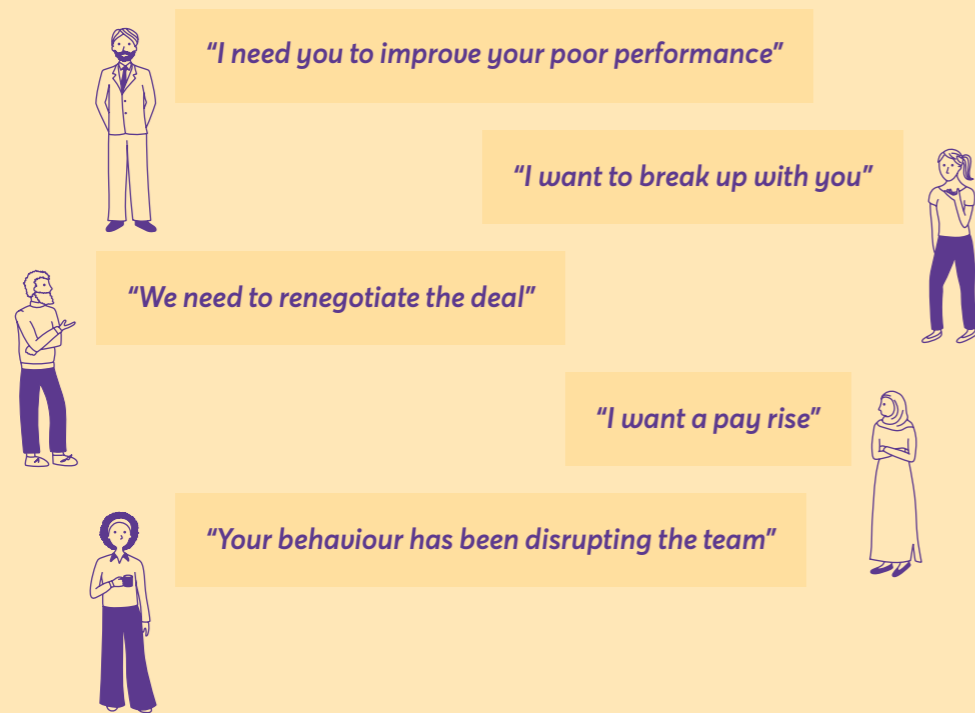 “I need you to improve your poor performance”
“I want to break up with you”
“We need to renegotiate the deal”
“I want a pay rise”
“Your behaviour has been disrupting the team”